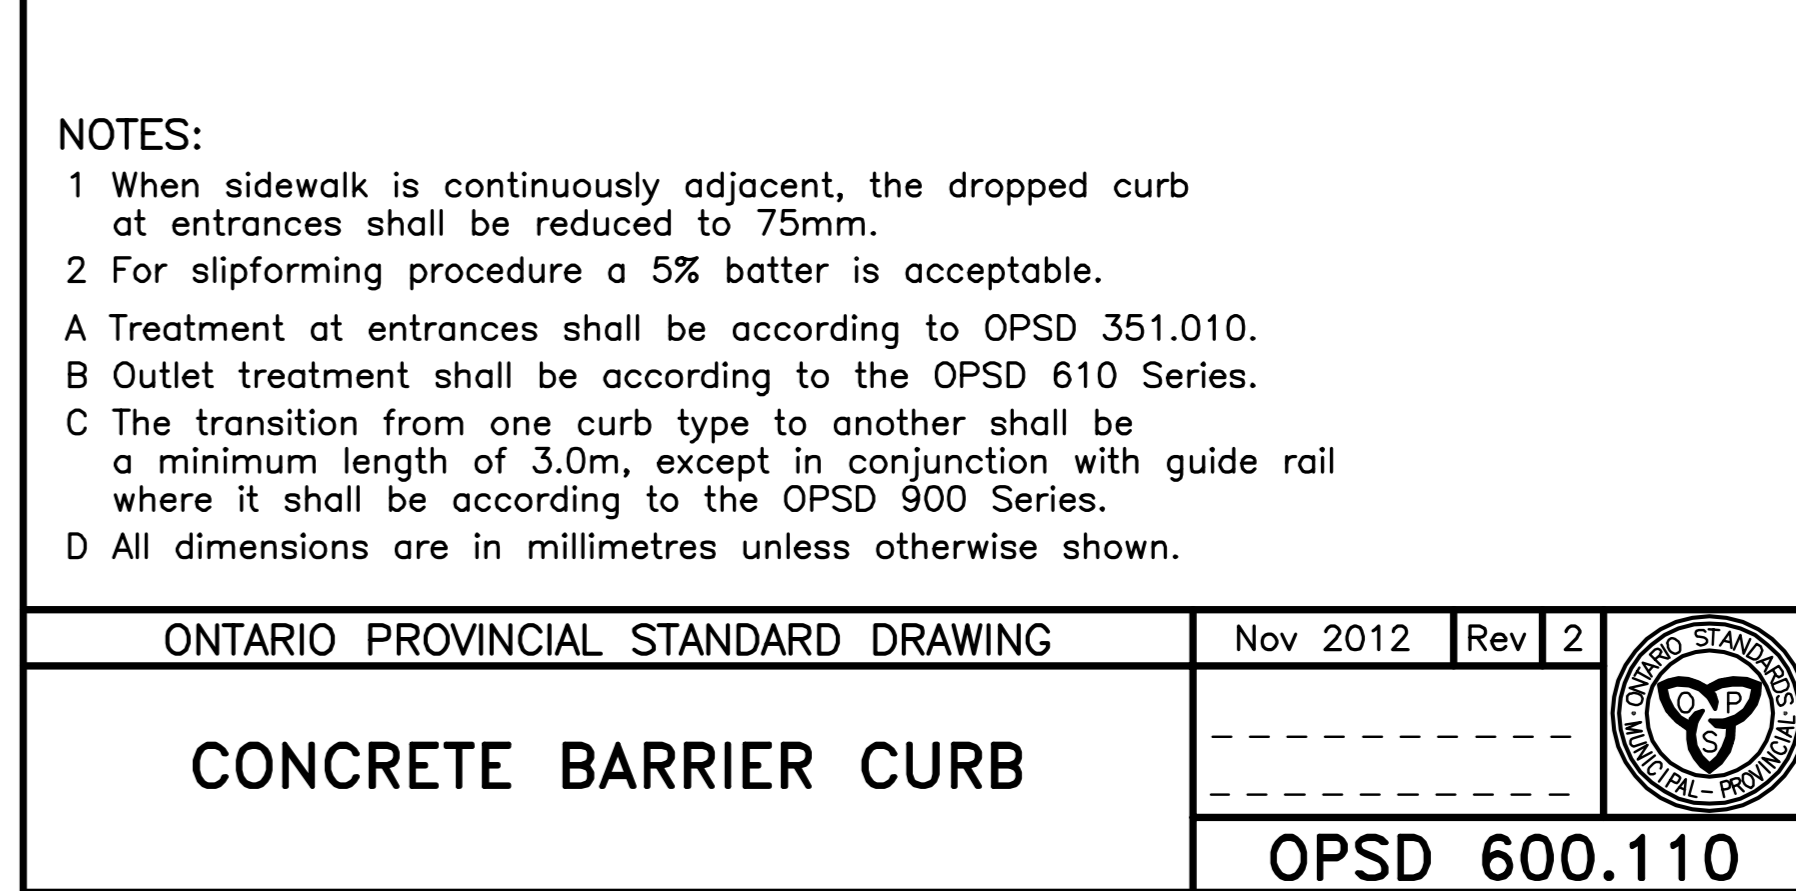 NOTES:
1 When sidewalk is continuously adjacent, the dropped curb
at entrances shall be reduced to 75mm.
2 For slipforming procedure a 5% batter is acceptable.
A Treatment at entrances shall be according to OPSD 351.010.
B Outlet treatment shall be according to the OPSD 610 Series.
C The transition from one curb type to another shall be
a minimum length of 3.0m, except in conjunction with guide rail
where it shall be according to the OPSD 900 Series.
D All dimensions are in millimetres unless otherwise shown.
ONTARIO PROVINCIAL STANDARD DRAWING
Nov 2012 Rev 2
CONCRETE BARRIER CURB
· ONTARIO STANDARDS ·
MUNICIPAL – PROVINCIAL
O P
S
OPSD 600.110